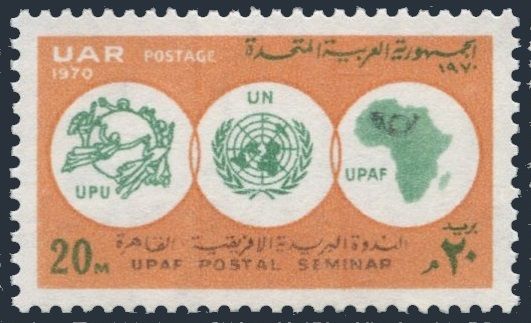 UAR POSTAGE الجمهورية العربية المتحدة
1970 ١٩٧٠
UPU
UN
UPAF
الندوة البريدية الإفريقية - القاهرة
بريد
20M ٢٠ م
UPAF POSTAL SEMINAR